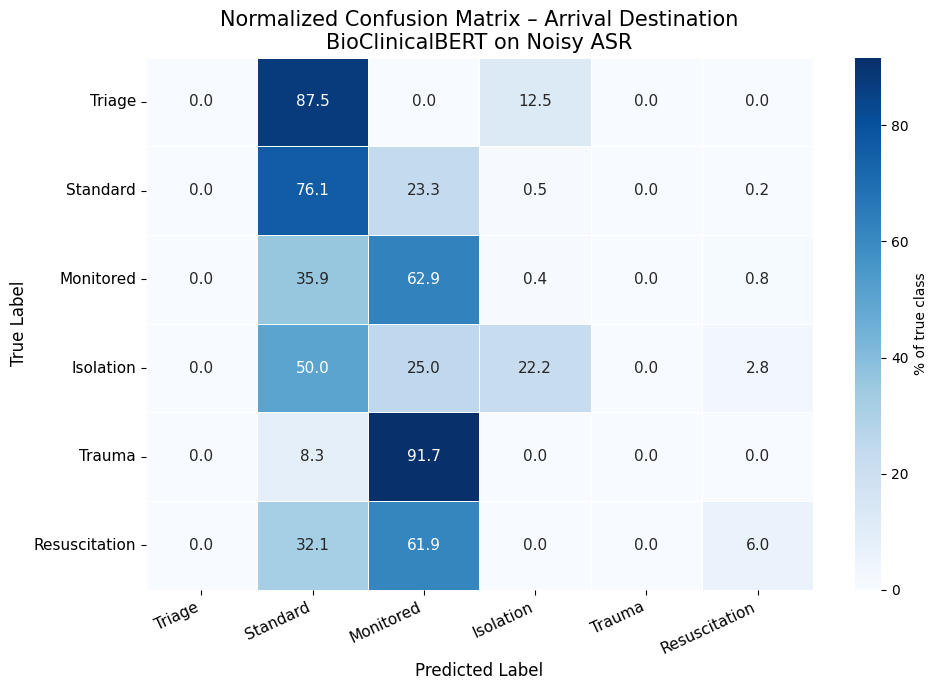 Normalized Confusion Matrix – Arrival Destination
BioClinicalBERT on Noisy ASR
True Label
Triage 0.0 87.5 0.0 12.5 0.0 0.0
Standard 0.0 76.1 23.3 0.5 0.0 0.2
Monitored 0.0 35.9 62.9 0.4 0.0 0.8
Isolation 0.0 50.0 25.0 22.2 0.0 2.8
Trauma 0.0 8.3 91.7 0.0 0.0 0.0
Resuscitation 0.0 32.1 61.9 0.0 0.0 6.0
Triage Standard Monitored Isolation Trauma Resuscitation
Predicted Label
80
60
40
20
0
% of true class